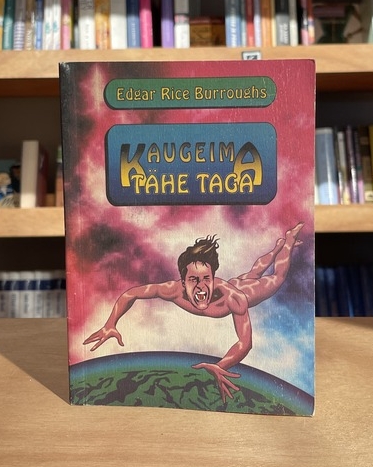 Edgar Rice Burroughs
KAUGEIMA
TÄHE TAGA